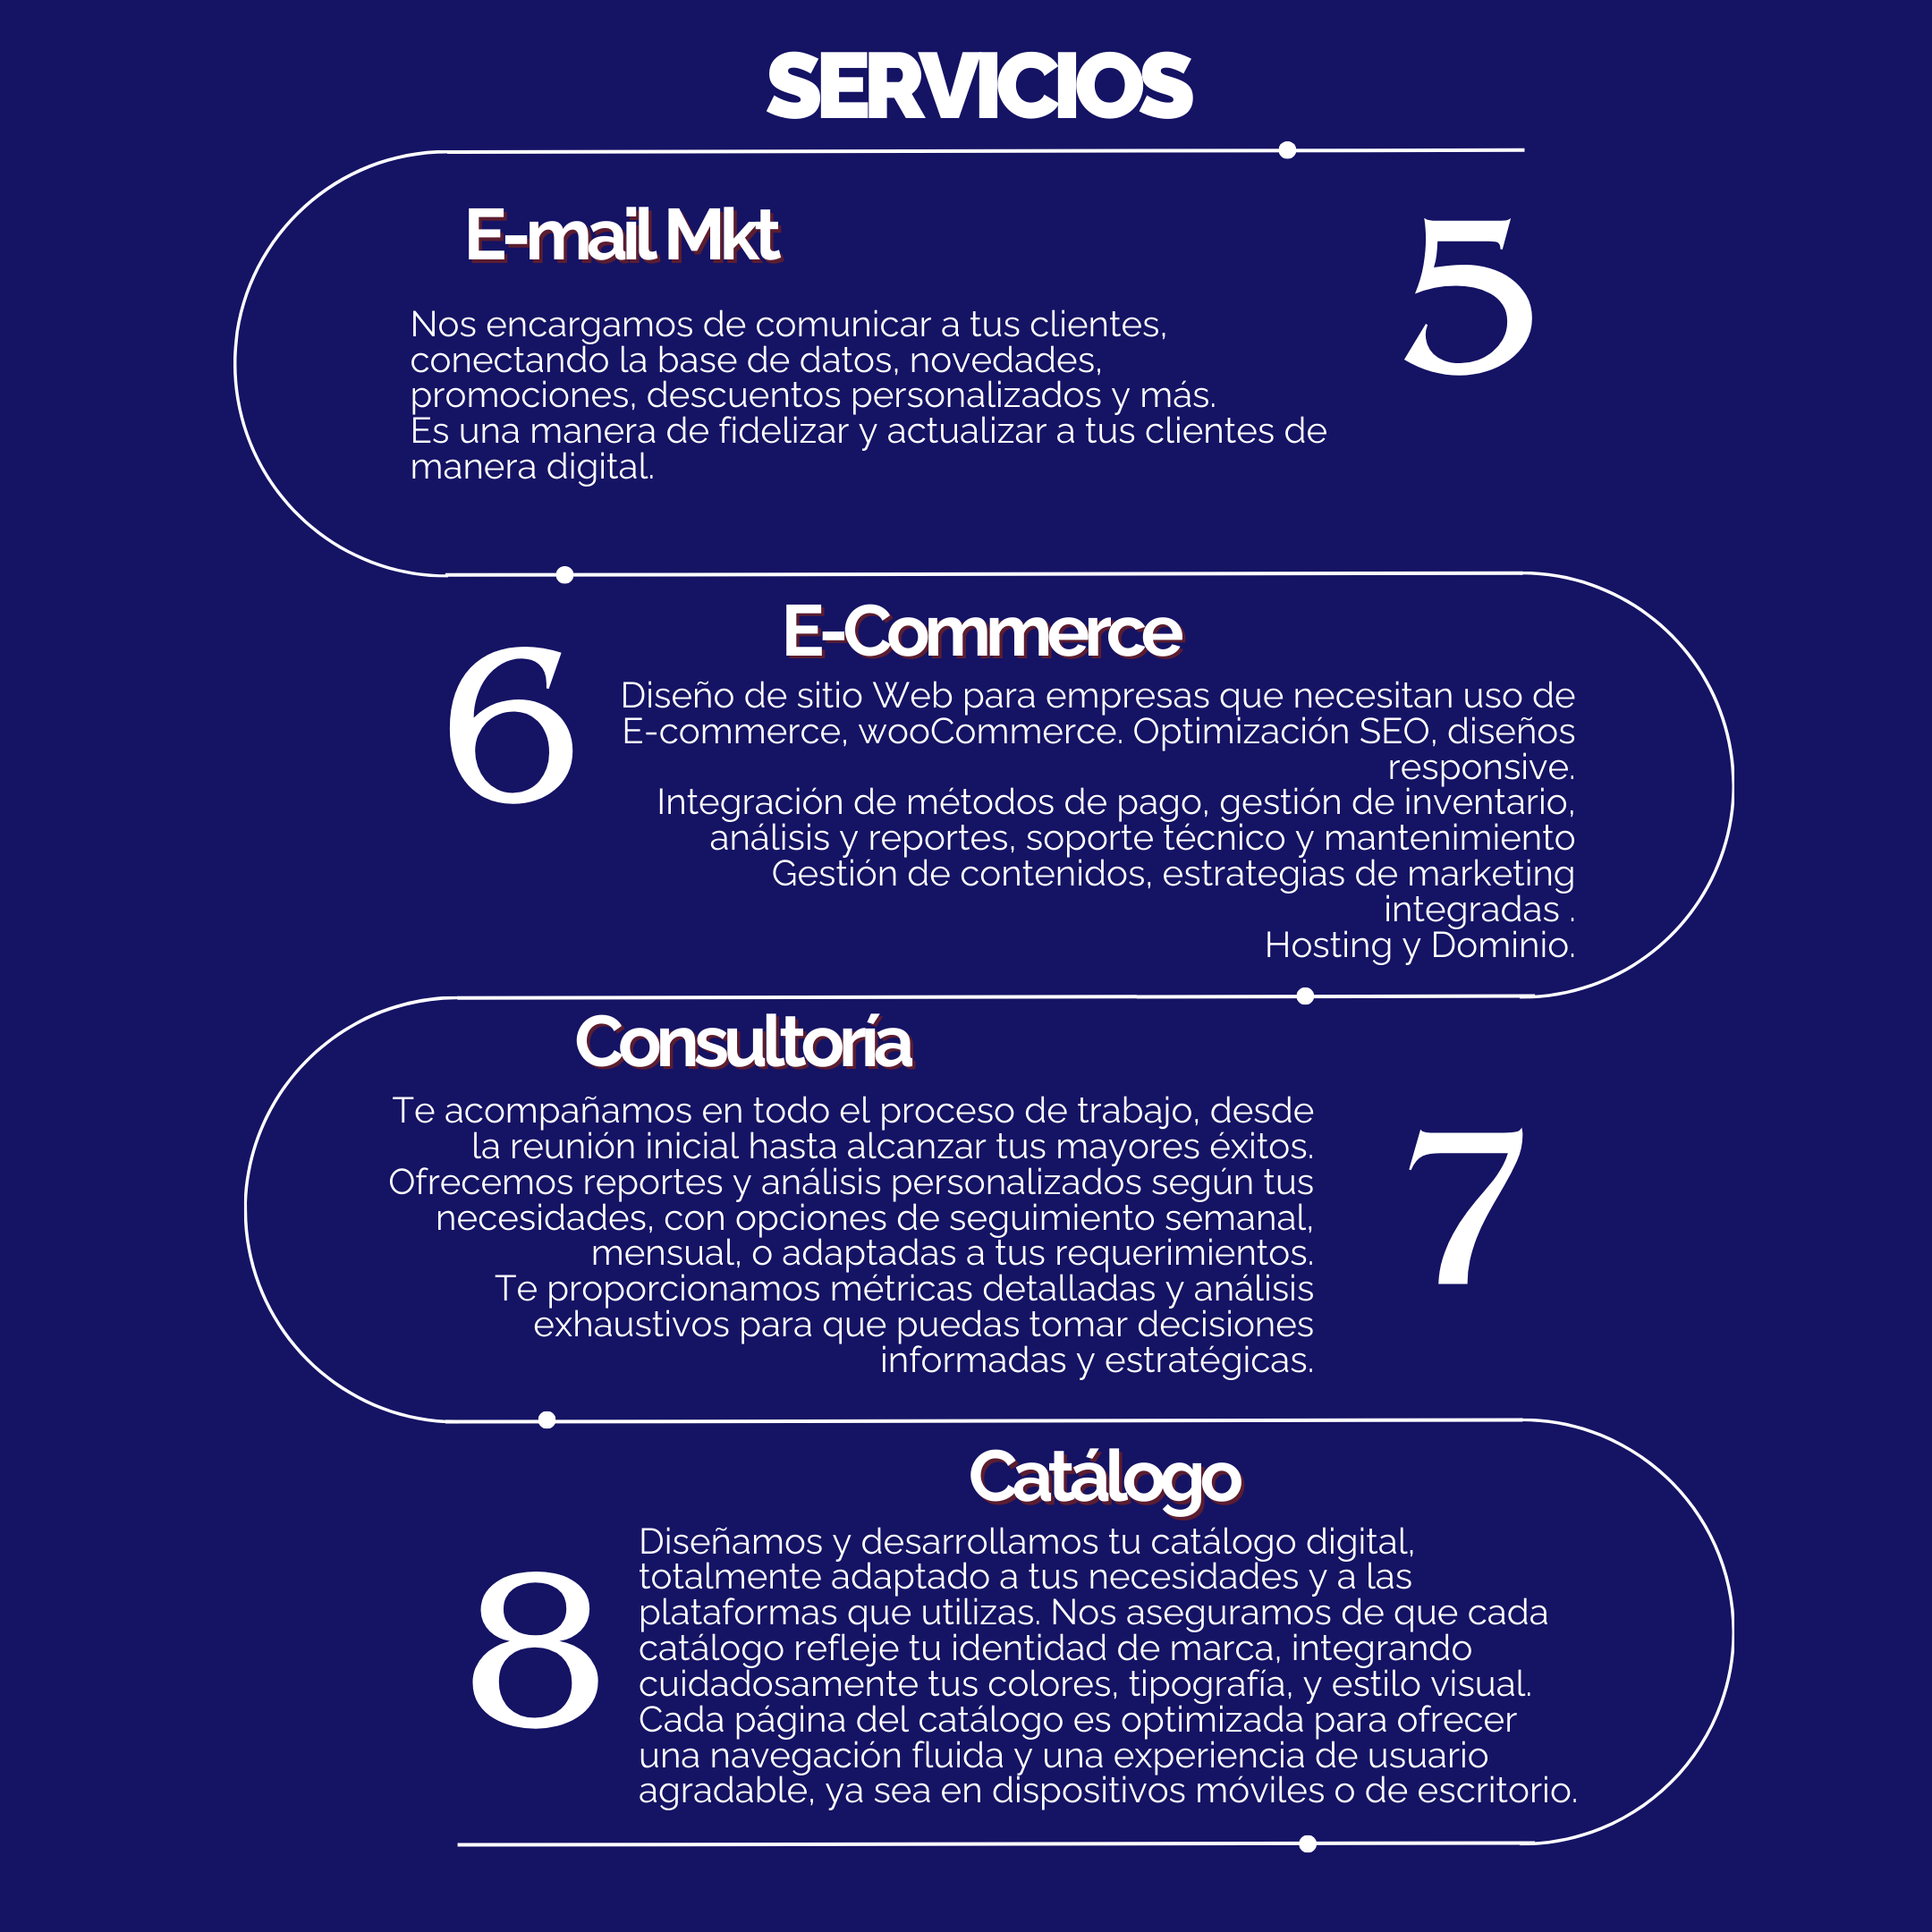 SERVICIOS
E-mail Mkt
5
Nos encargamos de comunicar a tus clientes,
conectando la base de datos, novedades,
promociones, descuentos personalizados y más.
Es una manera de fidelizar y actualizar a tus clientes de
manera digital.
E-Commerce
6
Diseño de sitio Web para empresas que necesitan uso de
E-commerce, wooCommerce. Optimización SEO, diseños
responsive.
Integración de métodos de pago, gestión de inventario,
análisis y reportes, soporte técnico y mantenimiento
Gestión de contenidos, estrategias de marketing
integradas .
Hosting y Dominio.
Consultoría
Te acompañamos en todo el proceso de trabajo, desde
la reunión inicial hasta alcanzar tus mayores éxitos.
Ofrecemos reportes y análisis personalizados según tus
necesidades, con opciones de seguimiento semanal,
mensual, o adaptadas a tus requerimientos.
Te proporcionamos métricas detalladas y análisis
exhaustivos para que puedas tomar decisiones
informadas y estratégicas.
7
Catálogo
8
Diseñamos y desarrollamos tu catálogo digital,
totalmente adaptado a tus necesidades y a las
plataformas que utilizas. Nos aseguramos de que cada
catálogo refleje tu identidad de marca, integrando
cuidadosamente tus colores, tipografía, y estilo visual.
Cada página del catálogo es optimizada para ofrecer
una navegación fluida y una experiencia de usuario
agradable, ya sea en dispositivos móviles o de escritorio.